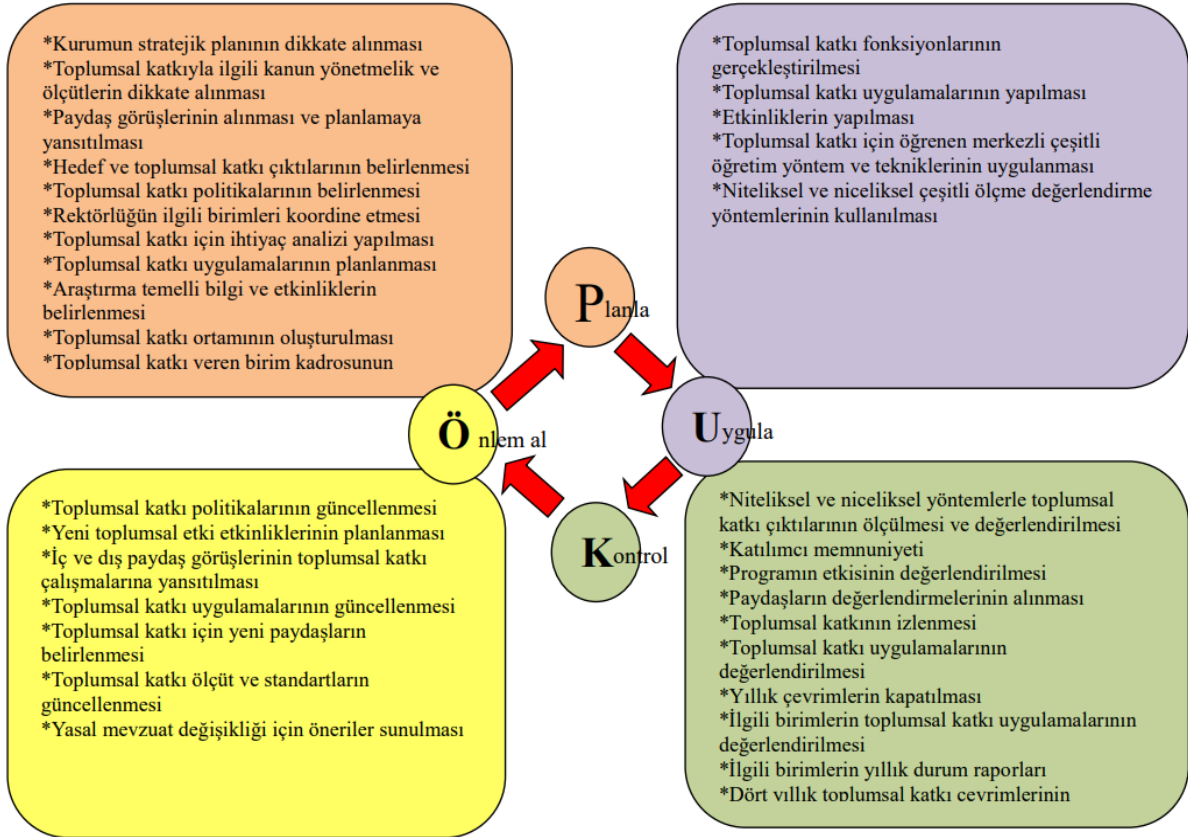 *Kurumun stratejik planının dikkate alınması
*Toplumsal katkıyla ilgili kanun yönetmelik ve
ölçütlerin dikkate alınması
*Paydaş görüşlerinin alınması ve planlamaya
yansıtılması
*Hedef ve toplumsal katkı çıktılarının belirlenmesi
*Toplumsal katkı politikalarının belirlenmesi
*Rektörlüğün ilgili birimleri koordine etmesi
*Toplumsal katkı için ihtiyaç analizi yapılması
*Toplumsal katkı uygulamalarının planlanması
*Araştırma temelli bilgi ve etkinliklerin
belirlenmesi
*Toplumsal katkı ortamının oluşturulması
*Toplumsal katkı veren birim kadrosunun
*Toplumsal katkı fonksiyonlarının
gerçekleştirilmesi
*Toplumsal katkı uygulamalarının yapılması
*Etkinliklerin yapılması
*Toplumsal katkı için öğrenen merkezli çeşitli
öğretim yöntem ve tekniklerinin uygulanması
*Niteliksel ve niceliksel çeşitli ölçme değerlendirme
yöntemlerinin kullanılması
Planla
Uygula
Kontrol
Önlem al
*Toplumsal katkı politikalarının güncellenmesi
*Yeni toplumsal etki etkinliklerinin planlanması
*İç ve dış paydaş görüşlerinin toplumsal katkı
çalışmalarına yansıtılması
*Toplumsal katkı uygulamalarının güncellenmesi
*Toplumsal katkı için yeni paydaşların
belirlenmesi
*Toplumsal katkı ölçüt ve standartların
güncellenmesi
*Yasal mevzuat değişikliği için öneriler sunulması
*Niteliksel ve niceliksel yöntemlerle toplumsal
katkı çıktılarının ölçülmesi ve değerlendirilmesi
*Katılımcı memnuniyeti
*Programın etkisinin değerlendirilmesi
*Paydaşların değerlendirmelerinin alınması
*Toplumsal katkının izlenmesi
*Toplumsal katkı uygulamalarının
değerlendirilmesi
*Yıllık çevrimlerin kapatılması
*İlgili birimlerin toplumsal katkı uygulamalarının
değerlendirilmesi
*İlgili birimlerin yıllık durum raporları
*Dört yıllık toplumsal katkı çevrimlerinin